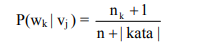 P(wₖ | vⱼ) = nₖ +1
n + | kata |